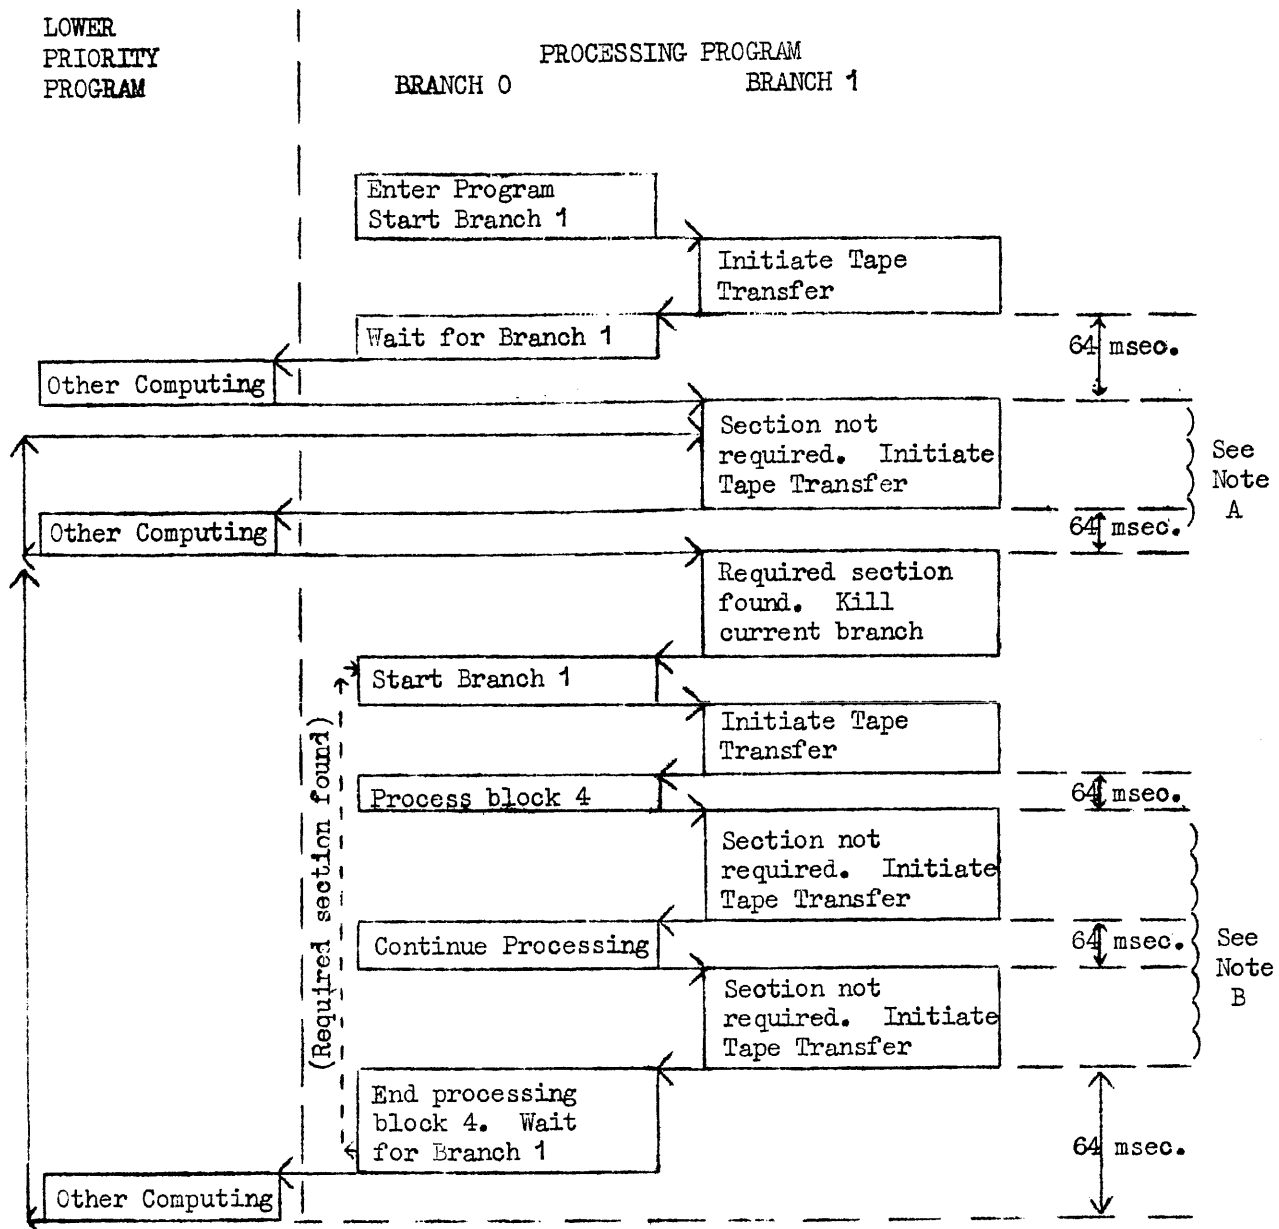 LOWER
PRIORITY
PROGRAM
PROCESSING PROGRAM
BRANCH 0
BRANCH 1
Enter Program
Start Branch 1
Initiate Tape
Transfer
Wait for Branch 1
64 msec.
Other Computing
Section not
required. Initiate
Tape Transfer
See
Note
A
Other Computing
64 msec.
Required section
found. Kill
current branch
Start Branch 1
Initiate Tape
Transfer
(Required section found)
Process block 4
64 msec.
Section not
required. Initiate
Tape Transfer
Continue Processing
64 msec.
See
Note
B
Section not
required. Initiate
Tape Transfer
End processing
block 4. Wait
for Branch 1
64 msec.
Other Computing